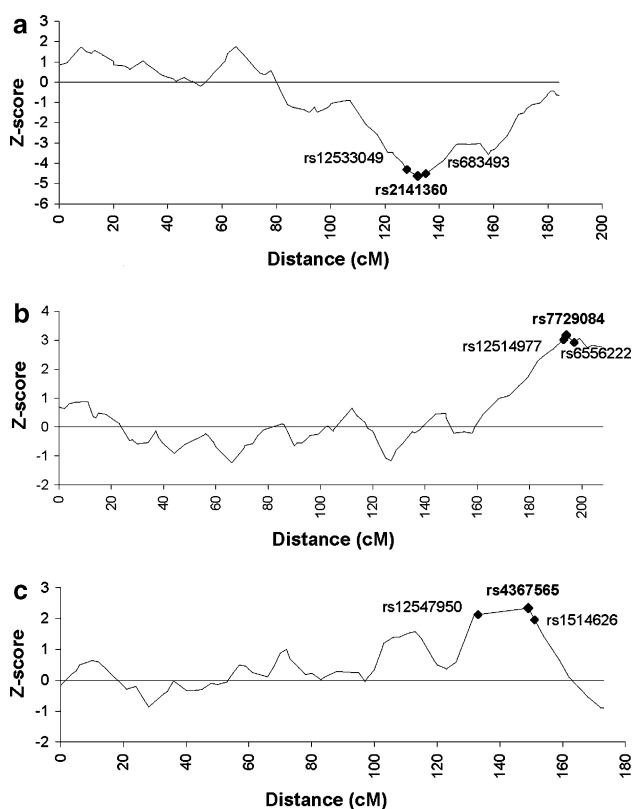 a
3
2
1
0
-1
-2
-3
-4
-5
-6
Z-score
rs12533049
rs683493
rs2141360
0 20 40 60 80 100 120 140 160 180 200
Distance (cM)
b
4
3
2
1
0
-1
-2
Z-score
rs7729084
rs12514977
rs6556222
0 20 40 60 80 100 120 140 160 180 200
Distance (cM)
c
3
2
1
0
-1
-2
Z-score
rs4367565
rs12547950
rs1514626
0 20 40 60 80 100 120 140 160 180
Distance (cM)